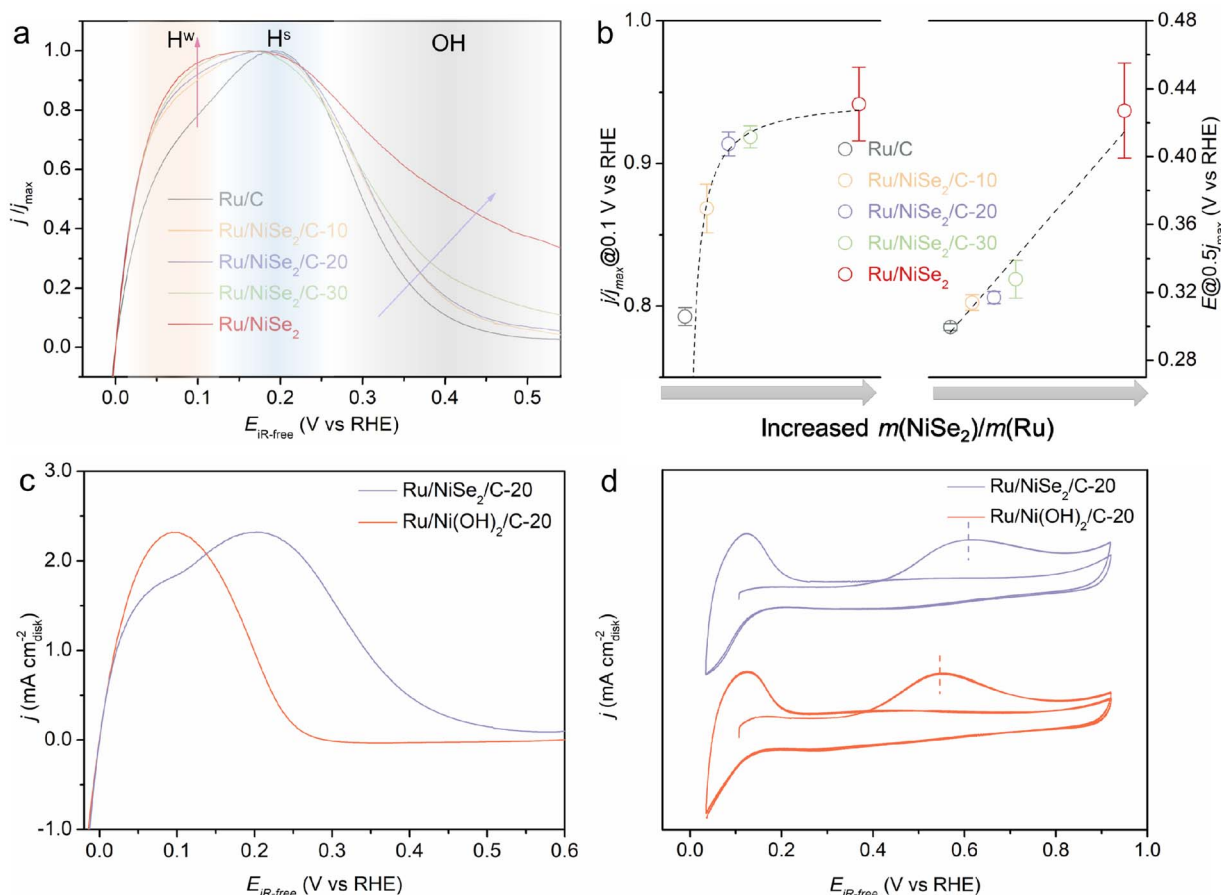 a
H^w
H^s
OH
1.0
0.8
0.6
0.4
0.2
0.0
j/j_max
Ru/C
Ru/NiSe₂/C-10
Ru/NiSe₂/C-20
Ru/NiSe₂/C-30
Ru/NiSe₂
0.0 0.1 0.2 0.3 0.4 0.5
E_iR-free (V vs RHE)
b
1.0
0.9
0.8
j/j_max@0.1 V vs RHE
Ru/C
Ru/NiSe₂/C-10
Ru/NiSe₂/C-20
Ru/NiSe₂/C-30
Ru/NiSe₂
0.48
0.44
0.40
0.36
0.32
0.28
E@0.5j_max (V vs RHE)
Increased m(NiSe₂)/m(Ru)
c
3.0
2.0
1.0
0.0
-1.0
j (mA cm⁻²_disk)
Ru/NiSe₂/C-20
Ru/Ni(OH)₂/C-20
0.0 0.1 0.2 0.3 0.4 0.5 0.6
E_iR-free (V vs RHE)
d
j (mA cm⁻²_disk)
Ru/NiSe₂/C-20
Ru/Ni(OH)₂/C-20
0.0 0.2 0.4 0.6 0.8 1.0
E_iR-free (V vs RHE)